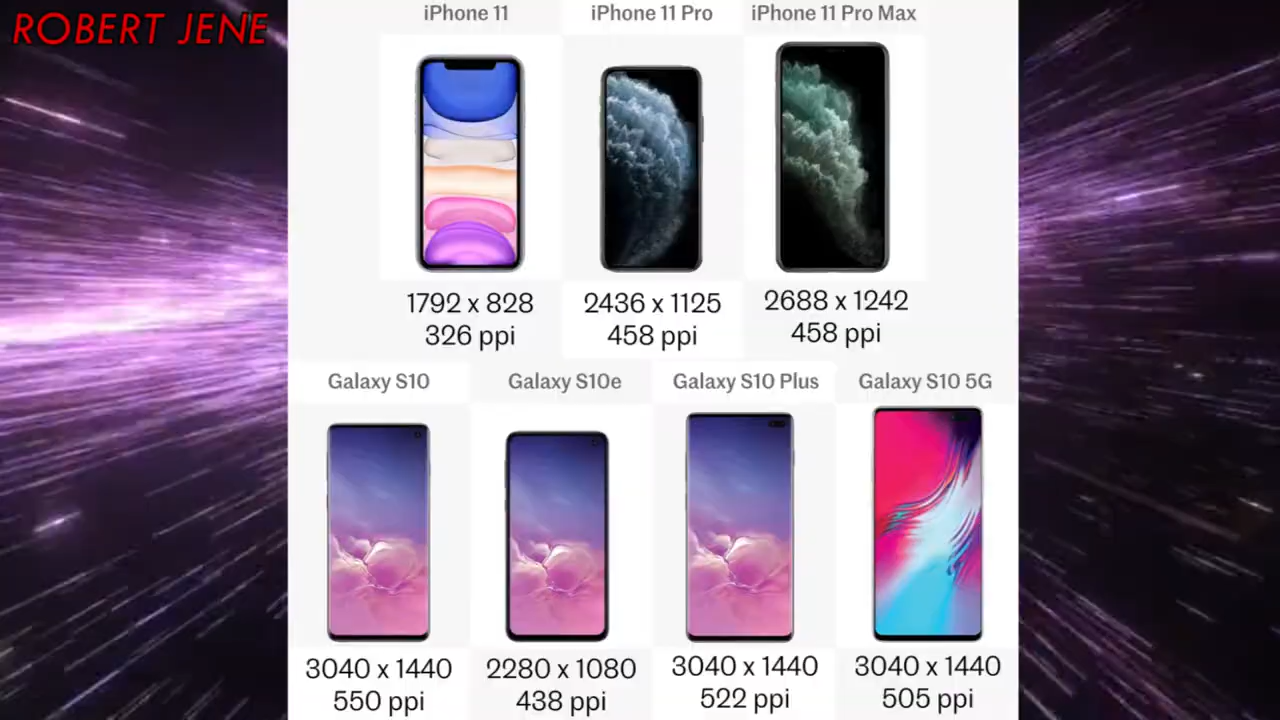 ROBERT JENE
iPhone 11
iPhone 11 Pro
iPhone 11 Pro Max
1792 x 828
326 ppi
2436 x 1125
458 ppi
2688 x 1242
458 ppi
Galaxy S10
Galaxy S10e
Galaxy S10 Plus
Galaxy S10 5G
3040 x 1440
550 ppi
2280 x 1080
438 ppi
3040 x 1440
522 ppi
3040 x 1440
505 ppi